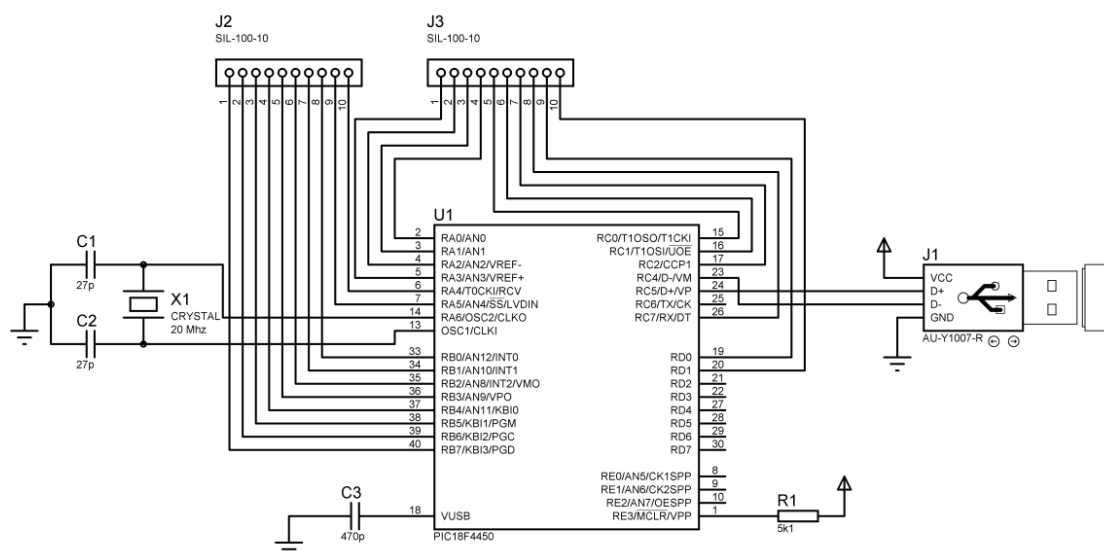 J2
SIL-100-10
J3
SIL-100-10
1 2 3 4 5 6 7 8 9 10
1 2 3 4 5 6 7 8 9 10
U1
2 RA0/AN0 RC0/T1OSO/T1CKI 15
3 RA1/AN1 RC1/T1OSI/UOE 16
4 RA2/AN2/VREF- RC2/CCP1 17
5 RA3/AN3/VREF+ RC4/D-/VM 23
6 RA4/T0CKI/RCV RC5/D+/VP 24
7 RA5/AN4/SS/LVDIN RC6/TX/CK 25
14 RA6/OSC2/CLKO RC7/RX/DT 26
13 OSC1/CLKI
33 RB0/AN12/INT0 RD0 19
34 RB1/AN10/INT1 RD1 20
35 RB2/AN8/INT2/VMO RD2 21
36 RB3/AN9/VPO RD3 22
37 RB4/AN11/KBI0 RD4 27
38 RB5/KBI1/PGM RD5 28
39 RB6/KBI2/PGC RD6 29
40 RB7/KBI3/PGD RD7 30
RE0/AN5/CK1SPP 8
RE1/AN6/CK2SPP 9
RE2/AN7/OESPP 10
18 VUSB RE3/MCLR/VPP 1
PIC18F4450
C1
27p
X1
CRYSTAL
20 Mhz
C2
27p
C3
470p
R1
5k1
J1
VCC
D+
D-
GND
AU-Y1007-R